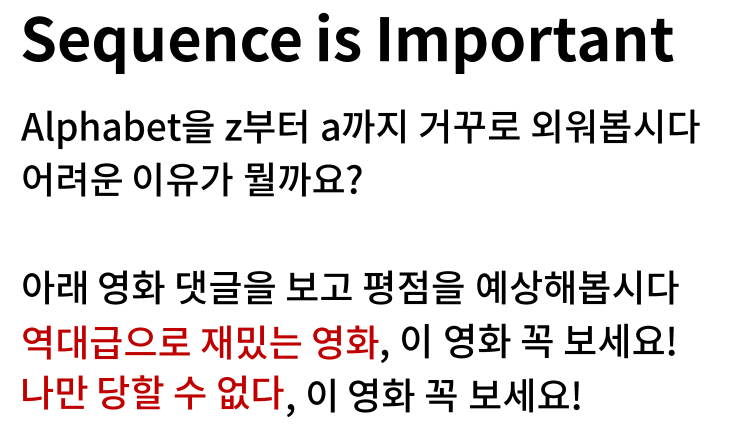 Sequence is Important
Alphabet을 z부터 a까지 거꾸로 외워봅시다
어려운 이유가 뭘까요?
아래 영화 댓글을 보고 평점을 예상해봅시다
역대급으로 재밌는 영화, 이 영화 꼭 보세요!
나만 당할 수 없다, 이 영화 꼭 보세요!